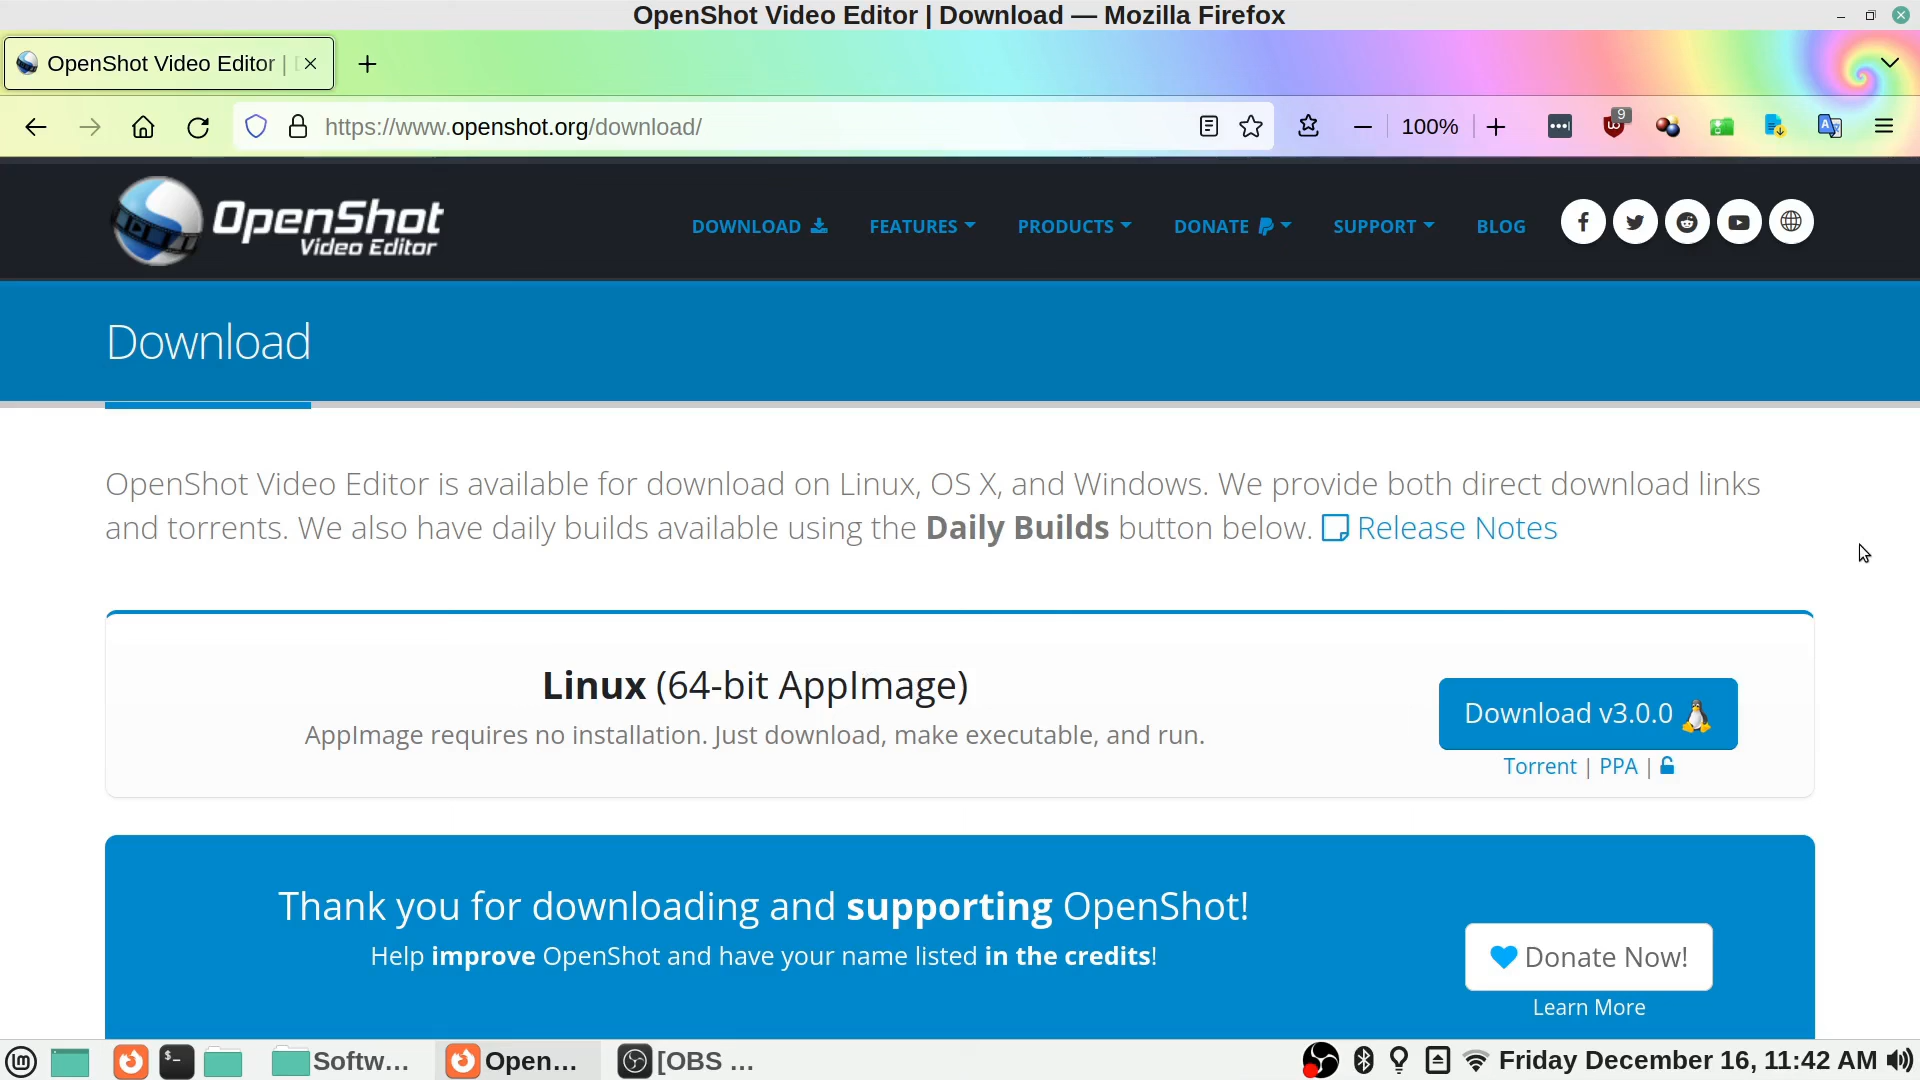 OpenShot Video Editor | Download — Mozilla Firefox
OpenShot Video Editor |
https://www.openshot.org/download/
100%
9
OpenShot
Video Editor
DOWNLOAD
FEATURES
PRODUCTS
DONATE
SUPPORT
BLOG
Download
OpenShot Video Editor is available for download on Linux, OS X, and Windows. We provide both direct download links
and torrents. We also have daily builds available using the Daily Builds button below. Release Notes
Linux (64-bit AppImage)
AppImage requires no installation. Just download, make executable, and run.
Download v3.0.0
Torrent | PPA |
Thank you for downloading and supporting OpenShot!
Help improve OpenShot and have your name listed in the credits!
Donate Now!
Learn More
Softw...
Open...
[OBS ...
Friday December 16, 11:42 AM